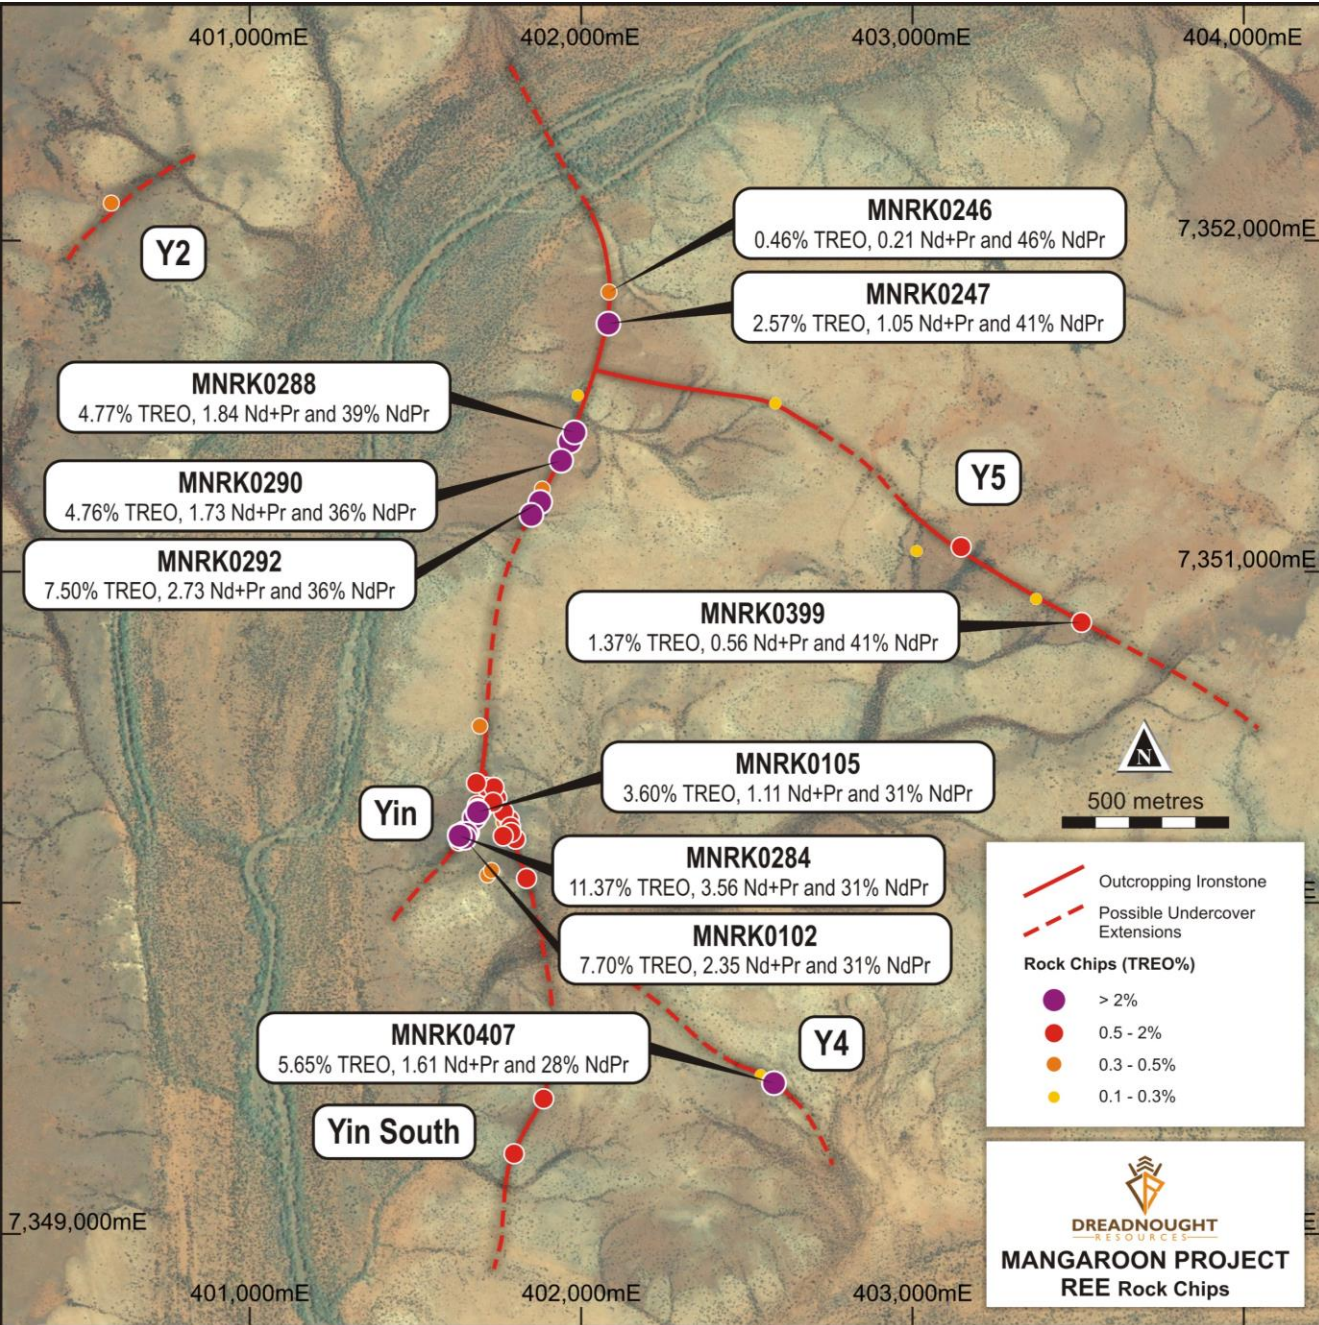 401,000mE
402,000mE
403,000mE
404,000mE
MNRK0246
0.46% TREO, 0.21 Nd+Pr and 46% NdPr
7,352,000mE
Y2
MNRK0247
2.57% TREO, 1.05 Nd+Pr and 41% NdPr
MNRK0288
4.77% TREO, 1.84 Nd+Pr and 39% NdPr
MNRK0290
4.76% TREO, 1.73 Nd+Pr and 36% NdPr
Y5
MNRK0292
7.50% TREO, 2.73 Nd+Pr and 36% NdPr
7,351,000mE
MNRK0399
1.37% TREO, 0.56 Nd+Pr and 41% NdPr
N
500 metres
MNRK0105
3.60% TREO, 1.11 Nd+Pr and 31% NdPr
Yin
MNRK0284
11.37% TREO, 3.56 Nd+Pr and 31% NdPr
MNRK0102
7.70% TREO, 2.35 Nd+Pr and 31% NdPr
MNRK0407
5.65% TREO, 1.61 Nd+Pr and 28% NdPr
Y4
Yin South
Outcropping Ironstone
Possible Undercover
Extensions
Rock Chips (TREO%)
> 2%
0.5 - 2%
0.3 - 0.5%
0.1 - 0.3%
E
7,349,000mE
E
401,000mE
402,000mE
403,000mE
DREADNOUGHT
RESOURCES
MANGAROON PROJECT
REE Rock Chips